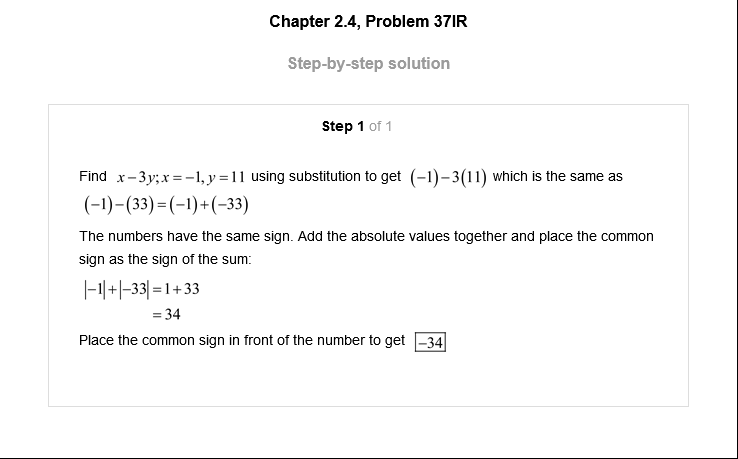 Chapter 2.4, Problem 37IR
Step-by-step solution
Step 1 of 1
Find x−3y; x=−1, y=11 using substitution to get (−1)−3(11) which is the same as
(−1)−(33)=(−1)+(−33)
The numbers have the same sign. Add the absolute values together and place the common
sign as the sign of the sum:
|−1|+|−33|=1+33
=34
Place the common sign in front of the number to get −34